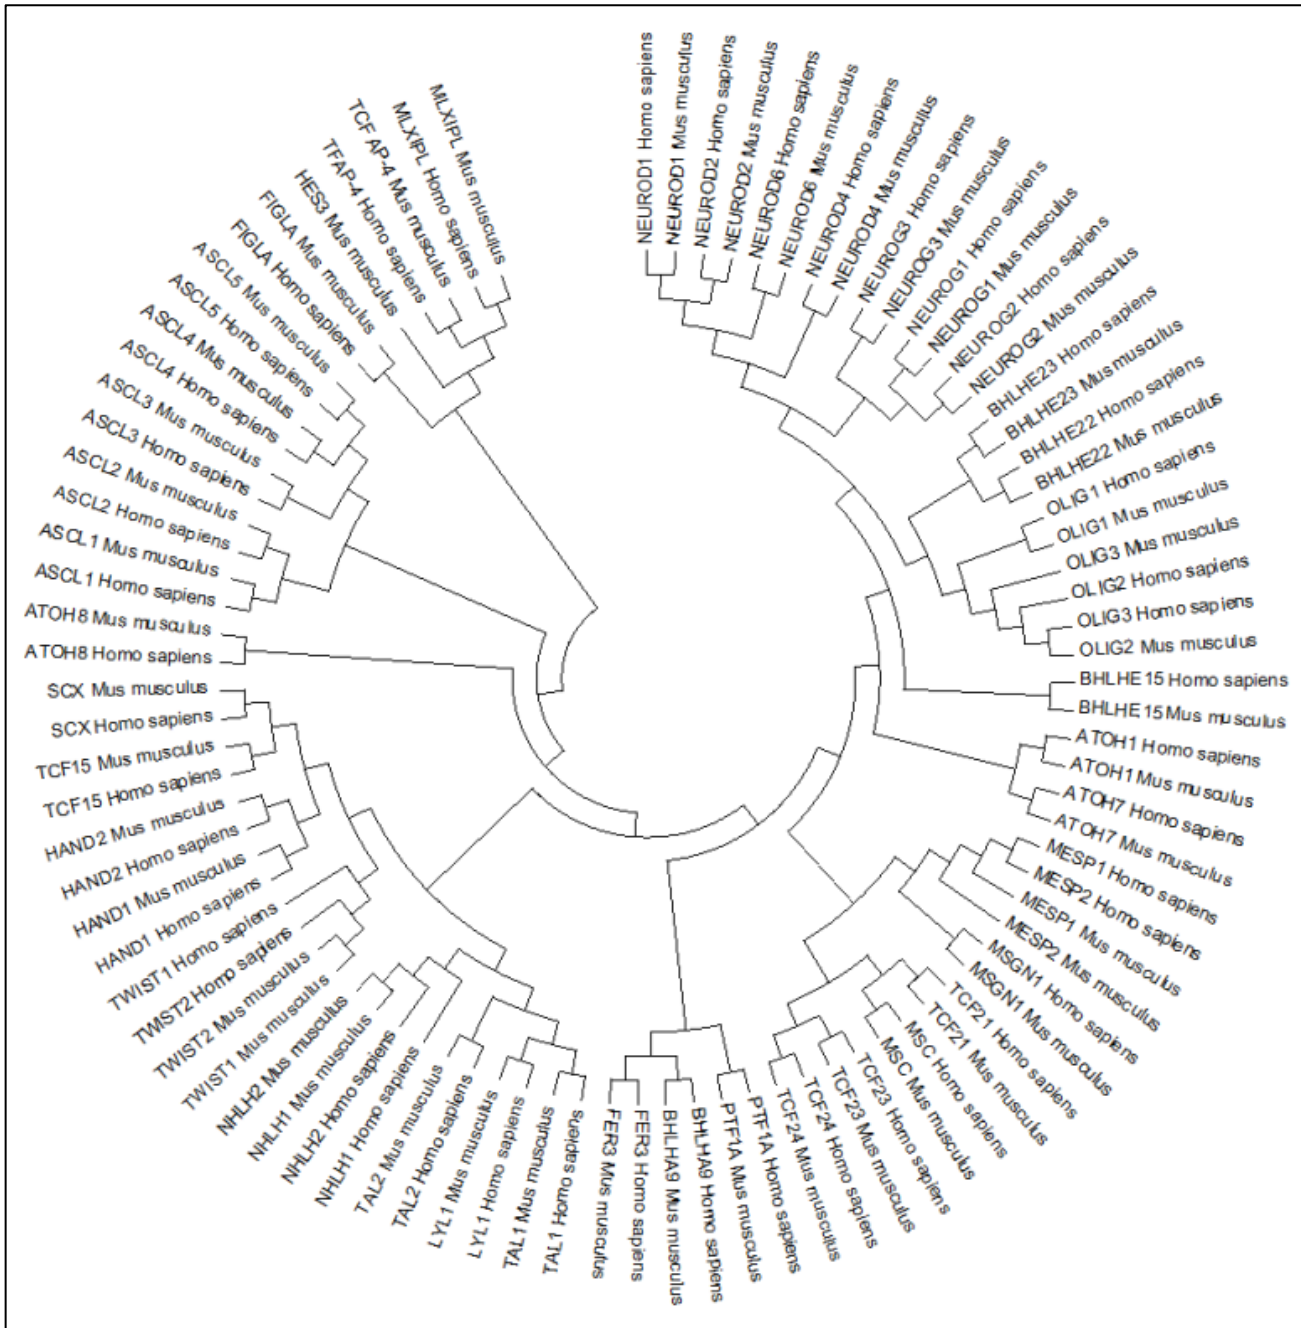 NEUROD1 Homo sapiens
NEUROD1 Mus musculus
NEUROD2 Homo sapiens
NEUROD2 Mus musculus
NEUROD6 Homo sapiens
NEUROD6 Mus musculus
NEUROD4 Homo sapiens
NEUROD4 Mus musculus
NEUROG3 Homo sapiens
NEUROG3 Mus musculus
NEUROG1 Homo sapiens
NEUROG1 Mus musculus
NEUROG2 Homo sapiens
NEUROG2 Mus musculus
BHLHE23 Homo sapiens
BHLHE23 Mus musculus
BHLHE22 Homo sapiens
BHLHE22 Mus musculus
OLIG1 Homo sapiens
OLIG1 Mus musculus
OLIG3 Mus musculus
OLIG2 Homo sapiens
OLIG3 Homo sapiens
OLIG2 Mus musculus
BHLHE15 Homo sapiens
BHLHE15 Mus musculus
ATOH1 Homo sapiens
ATOH1 Mus musculus
ATOH7 Homo sapiens
ATOH7 Mus musculus
MESP1 Homo sapiens
MESP2 Homo sapiens
MESP1 Mus musculus
MESP2 Mus musculus
MSGN1 Homo sapiens
MSGN1 Mus musculus
TCF21 Homo sapiens
TCF21 Mus musculus
MSC Homo sapiens
MSC Mus musculus
TCF23 Homo sapiens
TCF23 Mus musculus
TCF24 Homo sapiens
TCF24 Mus musculus
PTF1A Homo sapiens
PTF1A Mus musculus
BHLHA9 Homo sapiens
BHLHA9 Mus musculus
FER3 Homo sapiens
FER3 Mus musculus
TAL1 Homo sapiens
TAL1 Mus musculus
LYL1 Homo sapiens
LYL1 Mus musculus
TAL2 Homo sapiens
TAL2 Mus musculus
NHLH1 Homo sapiens
NHLH2 Homo sapiens
NHLH1 Mus musculus
NHLH2 Mus musculus
TWIST1 Mus musculus
TWIST2 Mus musculus
TWIST2 Homo sapiens
TWIST1 Homo sapiens
HAND1 Homo sapiens
HAND1 Mus musculus
HAND2 Homo sapiens
HAND2 Mus musculus
TCF15 Homo sapiens
TCF15 Mus musculus
SCX Homo sapiens
SCX Mus musculus
ATOH8 Homo sapiens
ATOH8 Mus musculus
ASCL1 Homo sapiens
ASCL1 Mus musculus
ASCL2 Homo sapiens
ASCL2 Mus musculus
ASCL3 Homo sapiens
ASCL3 Mus musculus
ASCL4 Homo sapiens
ASCL4 Mus musculus
ASCL5 Homo sapiens
ASCL5 Mus musculus
FIGLA Homo sapiens
FIGLA Mus musculus
HES3 Mus musculus
TFAP-4 Homo sapiens
TCF AP-4 Mus musculus
MLXIPL Homo sapiens
MLXIPL Mus musculus